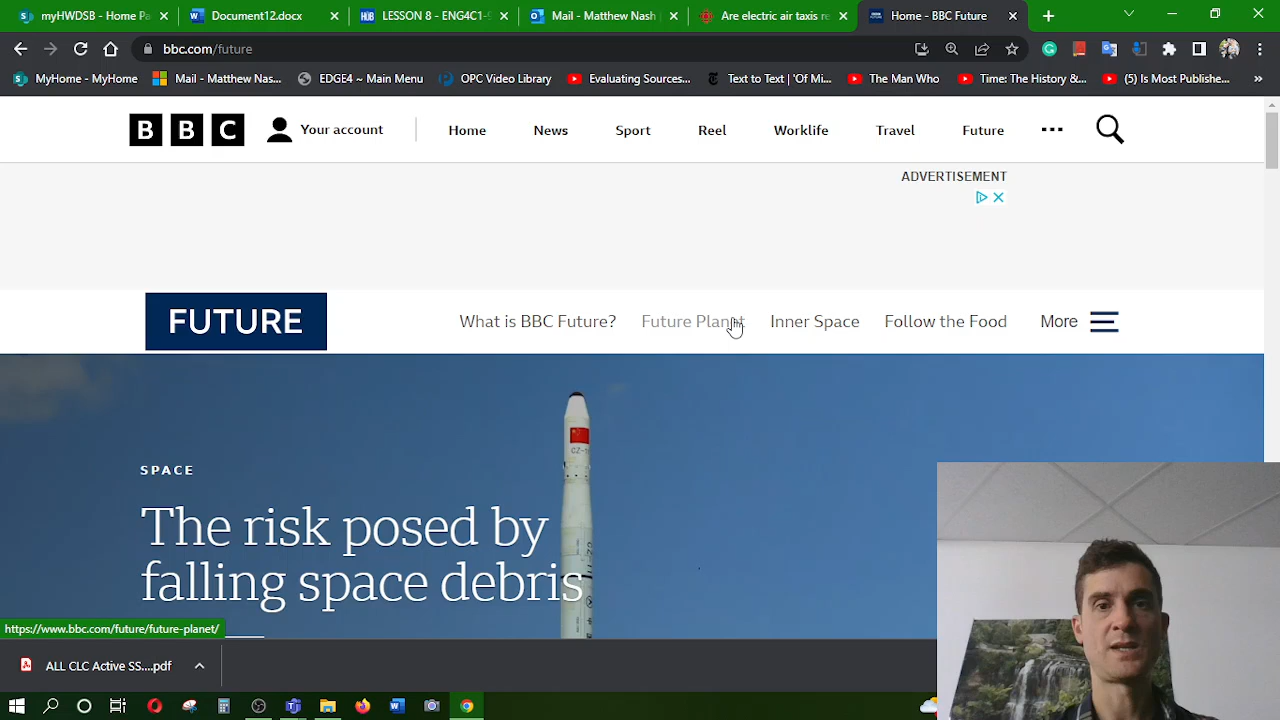 myHWDSB - Home Pa
Document12.docx
LESSON 8 - ENG4C1-9
Mail - Matthew Nash
Are electric air taxis re
Home - BBC Future
bbc.com/future
MyHome - MyHome
Mail - Matthew Nas...
EDGE4 ~ Main Menu
OPC Video Library
Evaluating Sources...
Text to Text | 'Of Mi...
The Man Who
Time: The History &...
(5) Is Most Publishe...
BBC
Your account
Home
News
Sport
Reel
Worklife
Travel
Future
ADVERTISEMENT
FUTURE
What is BBC Future?
Future Planet
Inner Space
Follow the Food
More
SPACE
The risk posed by
falling space debris
https://www.bbc.com/future/future-planet/
ALL CLC Active SS....pdf